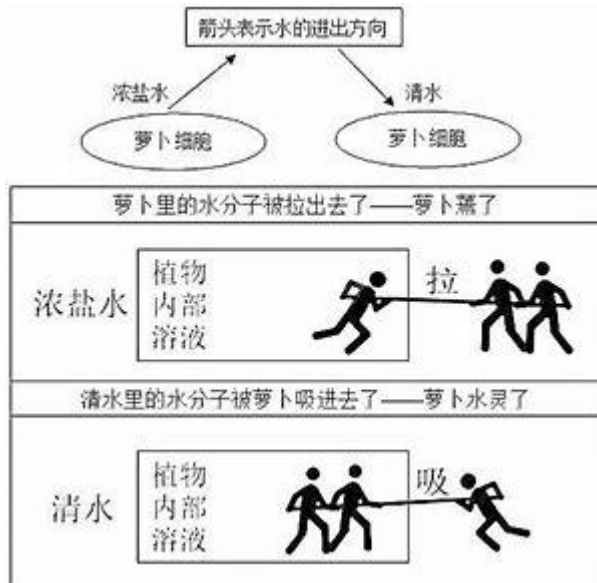 箭头表示水的进出方向
浓盐水
清水
萝卜细胞
萝卜细胞
萝卜里的水分子被拉出去了——萝卜蔫了
浓盐水
植物
内部
溶液
拉
清水里的水分子被萝卜吸进去了——萝卜水灵了
清水
植物
内部
溶液
吸